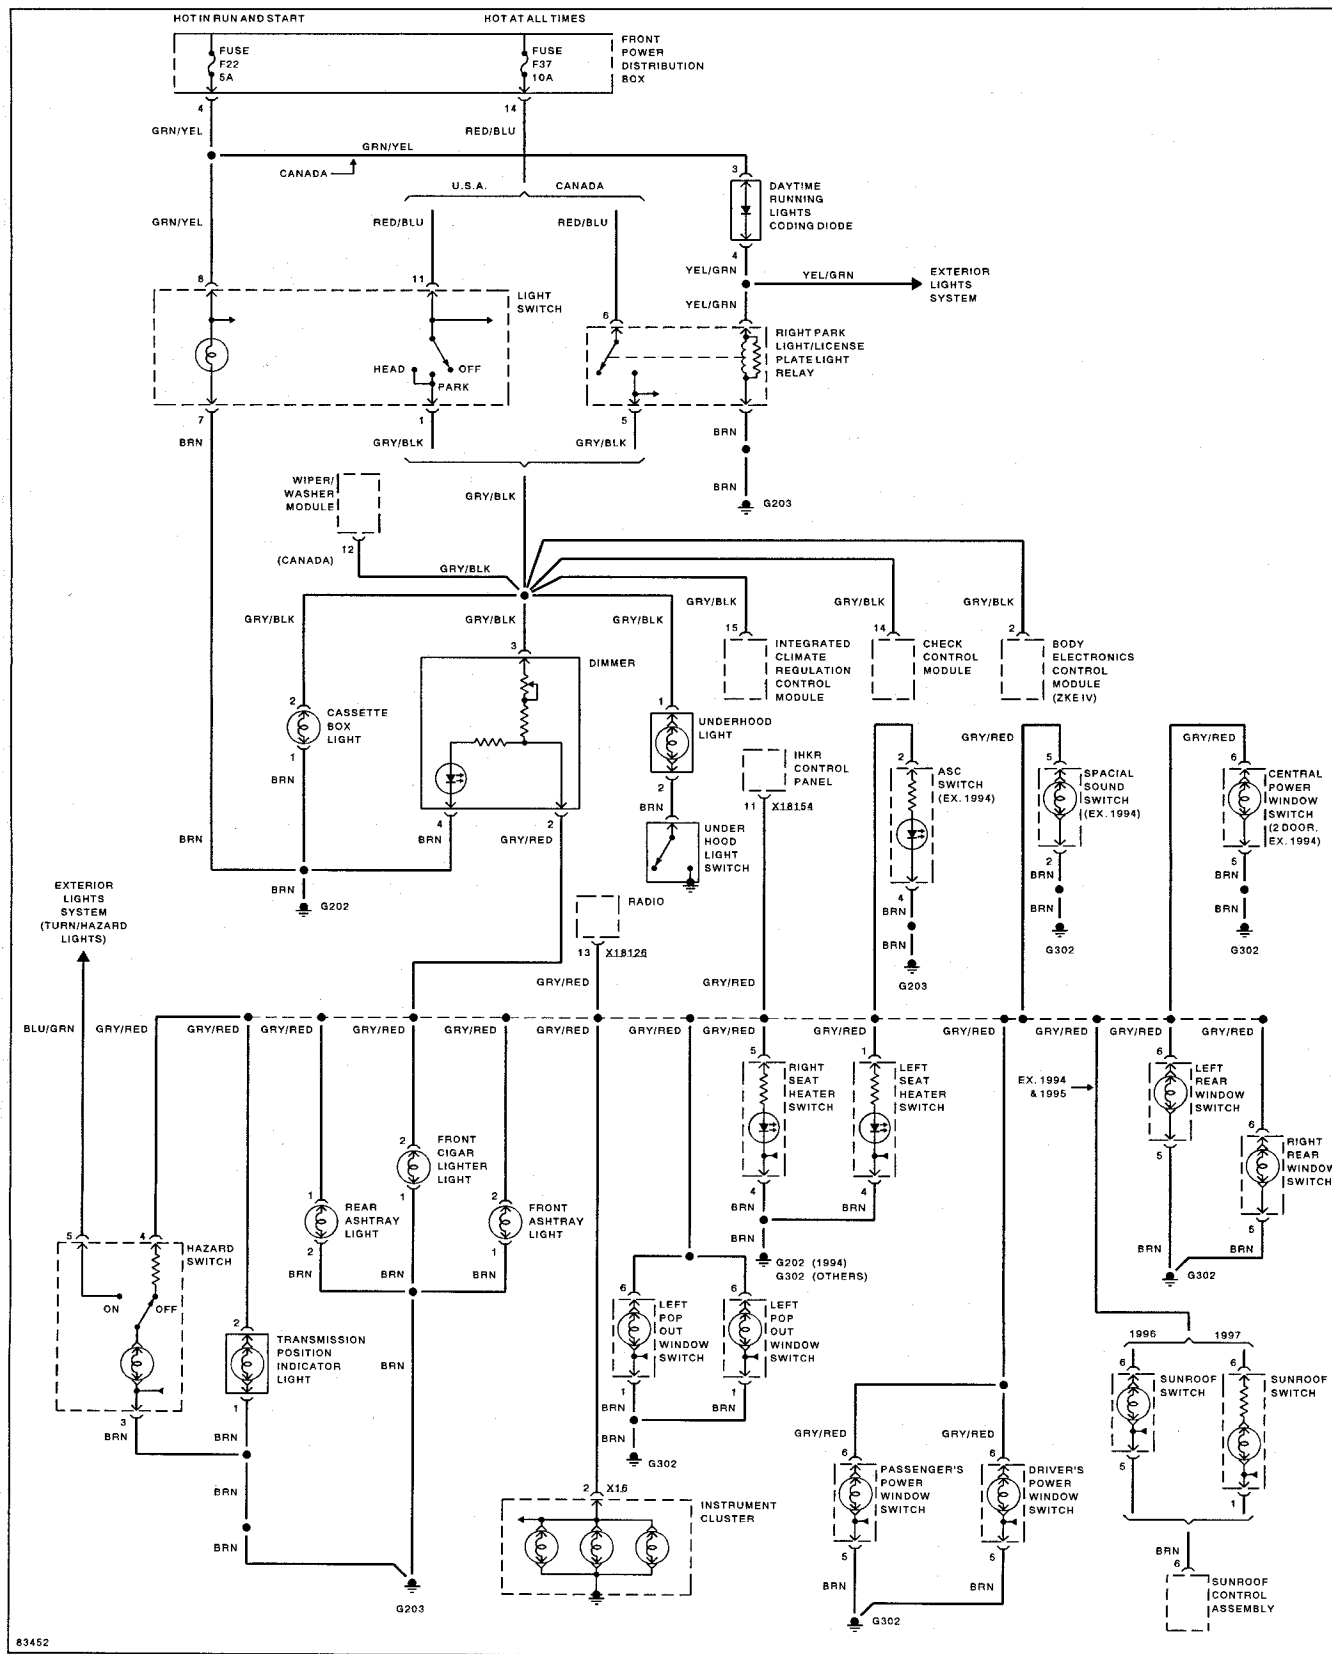 HOT IN RUN AND START
HOT AT ALL TIMES
FUSE
F22
5A
FUSE
F37
10A
FRONT
POWER
DISTRIBUTION
BOX
4
14
GRN/YEL
RED/BLU
GRN/YEL
CANADA
3
DAYTIME
RUNNING
LIGHTS
CODING DIODE
U.S.A.
CANADA
GRN/YEL
RED/BLU
RED/BLU
4
YEL/GRN
YEL/GRN
EXTERIOR
LIGHTS
SYSTEM
YEL/GRN
8
11
LIGHT
SWITCH
6
RIGHT PARK
LIGHT/LICENSE
PLATE LIGHT
RELAY
HEAD
OFF
PARK
7
1
5
BRN
GRY/BLK
GRY/BLK
BRN
BRN
G203
WIPER/
WASHER
MODULE
12
(CANADA)
GRY/BLK
GRY/BLK
GRY/BLK
GRY/BLK
GRY/BLK
GRY/BLK
GRY/BLK
GRY/BLK
3
DIMMER
15
INTEGRATED
CLIMATE
REGULATION
CONTROL
MODULE
14
CHECK
CONTROL
MODULE
2
BODY
ELECTRONICS
CONTROL
MODULE
(ZKE IV)
2
CASSETTE
BOX
LIGHT
1
BRN
1
UNDERHOOD
LIGHT
2
BRN
UNDER
HOOD
LIGHT
SWITCH
IHKR
CONTROL
PANEL
11 X18154
2
ASC
SWITCH
(EX. 1994)
4
BRN
BRN
G203
GRY/RED
5
SPACIAL
SOUND
SWITCH
(EX. 1994)
2
BRN
BRN
G302
GRY/RED
6
CENTRAL
POWER
WINDOW
SWITCH
(2 DOOR,
EX. 1994)
5
BRN
BRN
G302
4
BRN
2
GRY/RED
BRN
BRN
G202
EXTERIOR
LIGHTS
SYSTEM
(TURN/HAZARD
LIGHTS)
RADIO
13 X18126
GRY/RED
GRY/RED
BLU/GRN
GRY/RED
GRY/RED
GRY/RED
GRY/RED
GRY/RED
GRY/RED
GRY/RED
GRY/RED
GRY/RED
GRY/RED
GRY/RED
GRY/RED
GRY/RED
5
RIGHT
SEAT
HEATER
SWITCH
4
BRN
BRN
G202 (1994)
G302 (OTHERS)
1
LEFT
SEAT
HEATER
SWITCH
4
BRN
EX. 1994
& 1995
6
LEFT
REAR
WINDOW
SWITCH
5
BRN
6
RIGHT
REAR
WINDOW
SWITCH
5
BRN
G302
2
FRONT
CIGAR
LIGHTER
LIGHT
1
1
REAR
ASHTRAY
LIGHT
2
BRN
BRN
2
FRONT
ASHTRAY
LIGHT
1
BRN
5
4
HAZARD
SWITCH
ON
OFF
3
BRN
2
TRANSMISSION
POSITION
INDICATOR
LIGHT
1
BRN
BRN
BRN
BRN
G203
6
LEFT
POP
OUT
WINDOW
SWITCH
1
BRN
BRN
G302
6
LEFT
POP
OUT
WINDOW
SWITCH
1
BRN
2 X16
INSTRUMENT
CLUSTER
GRY/RED
GRY/RED
6
PASSENGER'S
POWER
WINDOW
SWITCH
5
BRN
6
DRIVER'S
POWER
WINDOW
SWITCH
5
BRN
G302
1996
1997
6
SUNROOF
SWITCH
5
6
SUNROOF
SWITCH
1
BRN
6
SUNROOF
CONTROL
ASSEMBLY
83452